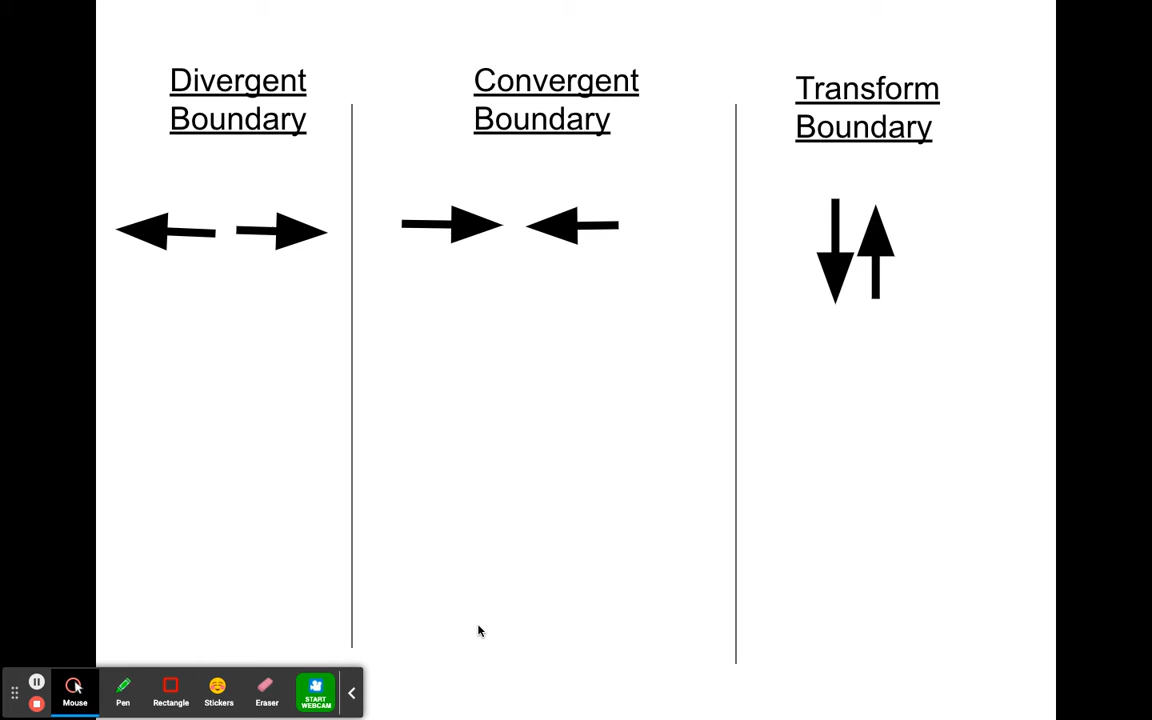 Divergent
Boundary
Convergent
Boundary
Transform
Boundary
Mouse
Pen
Rectangle
Stickers
Eraser
START
WEBCAM